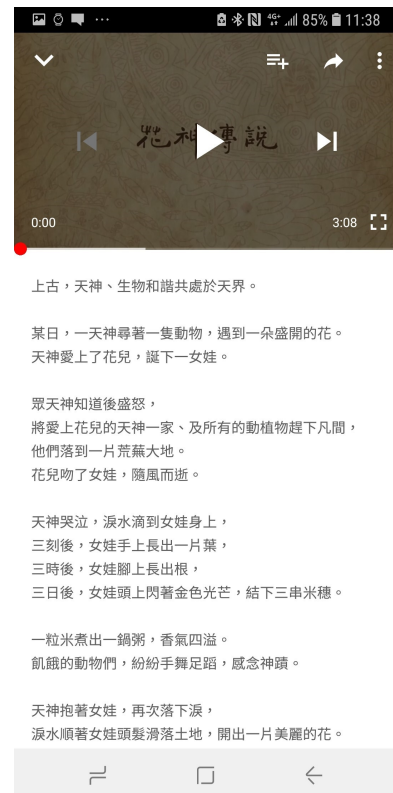 4G+ 85% 11:38
花神傳說
0:00 3:08
上古，天神、生物和諧共處於天界。
某日，一天神尋著一隻動物，遇到一朵盛開的花。
天神愛上了花兒，誕下一女娃。
眾天神知道後盛怒，
將愛上花兒的天神一家、及所有的動植物趕下凡間，
他們落到一片荒蕪大地。
花兒吻了女娃，隨風而逝。
天神哭泣，淚水滴到女娃身上，
三刻後，女娃手上長出一片葉，
三時後，女娃腳上長出根，
三日後，女娃頭上閃著金色光芒，結下三串米穗。
一粒米煮出一鍋粥，香氣四溢。
飢餓的動物們，紛紛手舞足蹈，感念神蹟。
天神抱著女娃，再次落下淚，
淚水順著女娃頭髮滑落土地，開出一片美麗的花。